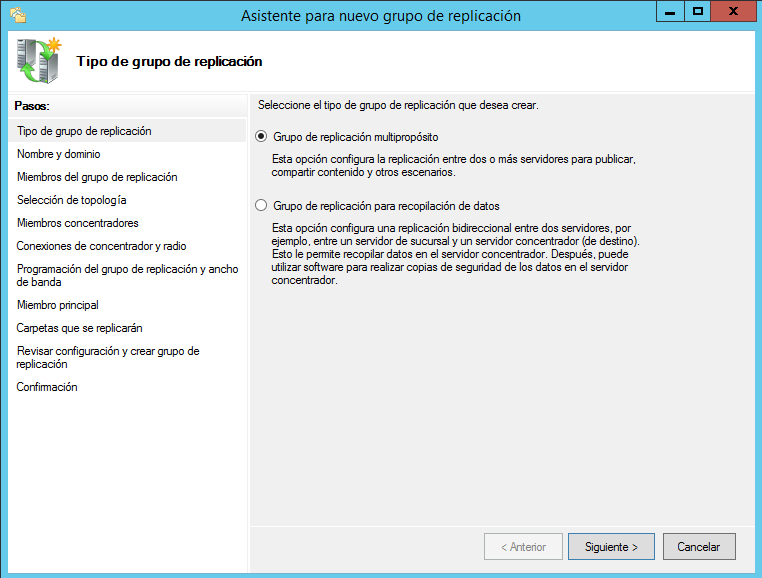 Asistente para nuevo grupo de replicación
Tipo de grupo de replicación
Pasos:
Tipo de grupo de replicación
Nombre y dominio
Miembros del grupo de replicación
Selección de topología
Miembros concentradores
Conexiones de concentrador y radio
Programación del grupo de replicación y ancho
de banda
Miembro principal
Carpetas que se replicarán
Revisar configuración y crear grupo de
replicación
Confirmación
Seleccione el tipo de grupo de replicación que desea crear.
Grupo de replicación multipropósito
Esta opción configura la replicación entre dos o más servidores para publicar,
compartir contenido y otros escenarios.
Grupo de replicación para recopilación de datos
Esta opción configura una replicación bidireccional entre dos servidores, por
ejemplo, entre un servidor de sucursal y un servidor concentrador (de destino).
Esto le permite recopilar datos en el servidor concentrador. Después, puede
utilizar software para realizar copias de seguridad de los datos en el servidor
concentrador.
< Anterior
Siguiente >
Cancelar